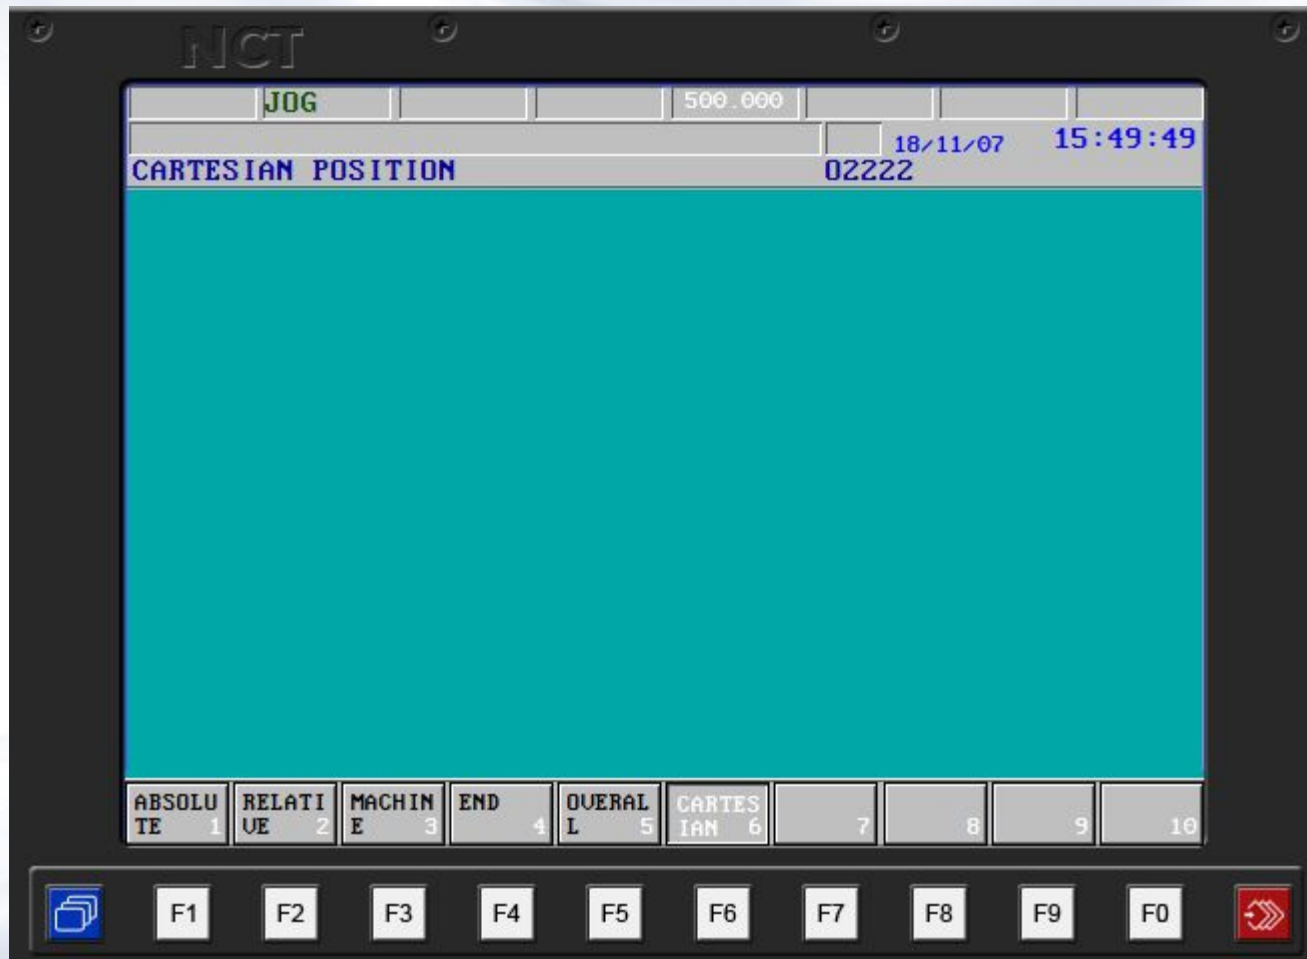 NCT
JOG 500.000
18/11/07 15:49:49
CARTESIAN POSITION O2222
ABSOLU RELATI MACHIN END OVERAL CARTES
TE 1 VE 2 E 3 4 L 5 IAN 6 7 8 9 10
F1 F2 F3 F4 F5 F6 F7 F8 F9 F0